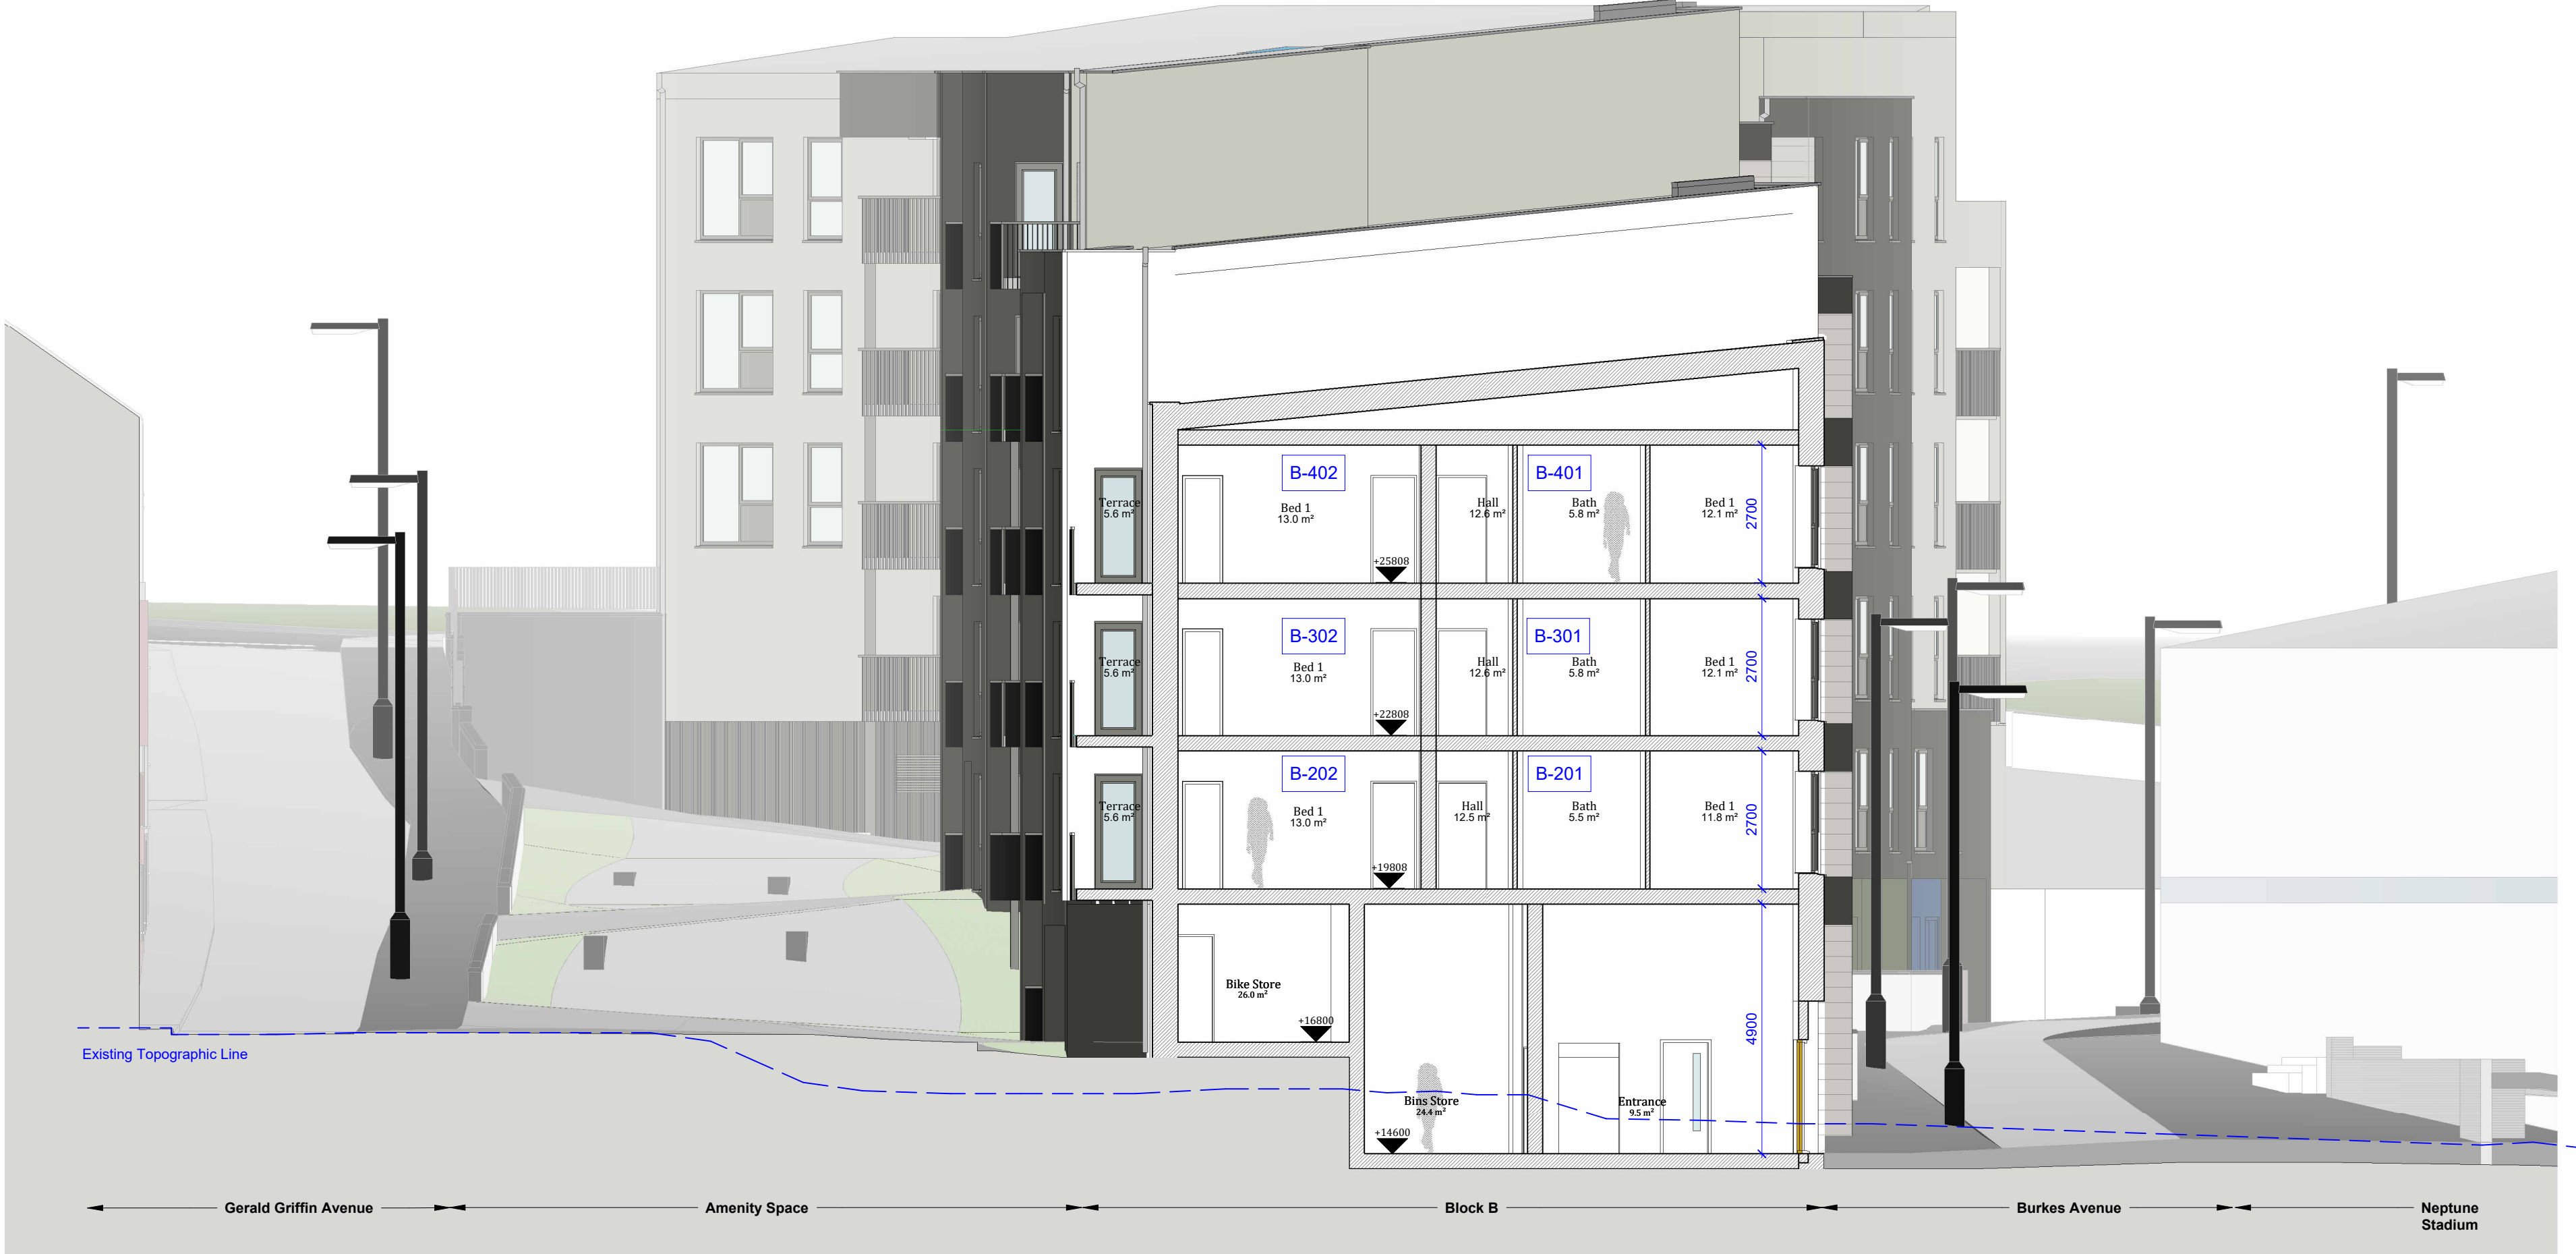 B-402
B-401
Terrace
5.6 m²
Bed 1
13.0 m²
Hall
12.6 m²
Bath
5.8 m²
Bed 1
12.1 m²
2700
+25808
B-302
B-301
Terrace
5.6 m²
Bed 1
13.0 m²
Hall
12.6 m²
Bath
5.8 m²
Bed 1
12.1 m²
2700
+22808
B-202
B-201
Terrace
5.6 m²
Bed 1
13.0 m²
Hall
12.5 m²
Bath
5.5 m²
Bed 1
11.8 m²
2700
+19808
Bike Store
26.0 m²
+16800
4900
Existing Topographic Line
Bins Store
24.4 m²
Entrance
9.5 m²
+14600
Gerald Griffin Avenue
Amenity Space
Block B
Burkes Avenue
Neptune
Stadium